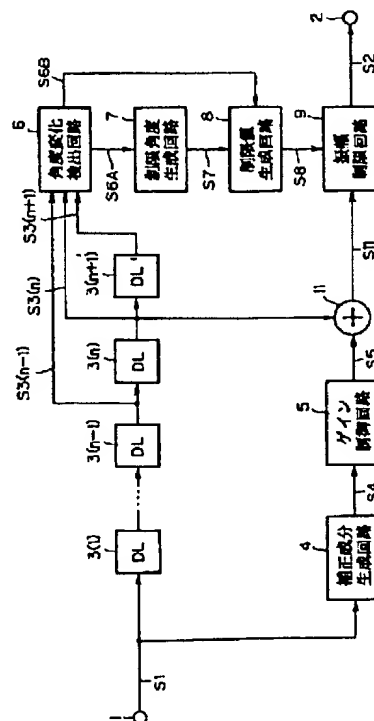 1
S1
3(1)
DL
3(n-1)
DL
3(n)
DL
3(n+1)
DL
S3(n-1)
S3(n)
S3(n+1)
6
角度変化
検出回路
S6A
S6B
7
制限角度
生成回路
S7
8
制限値
生成回路
S8
4
補正成分
生成回路
S4
5
ゲイン
制御回路
S5
11
S11
9
振幅
制限回路
S2
2